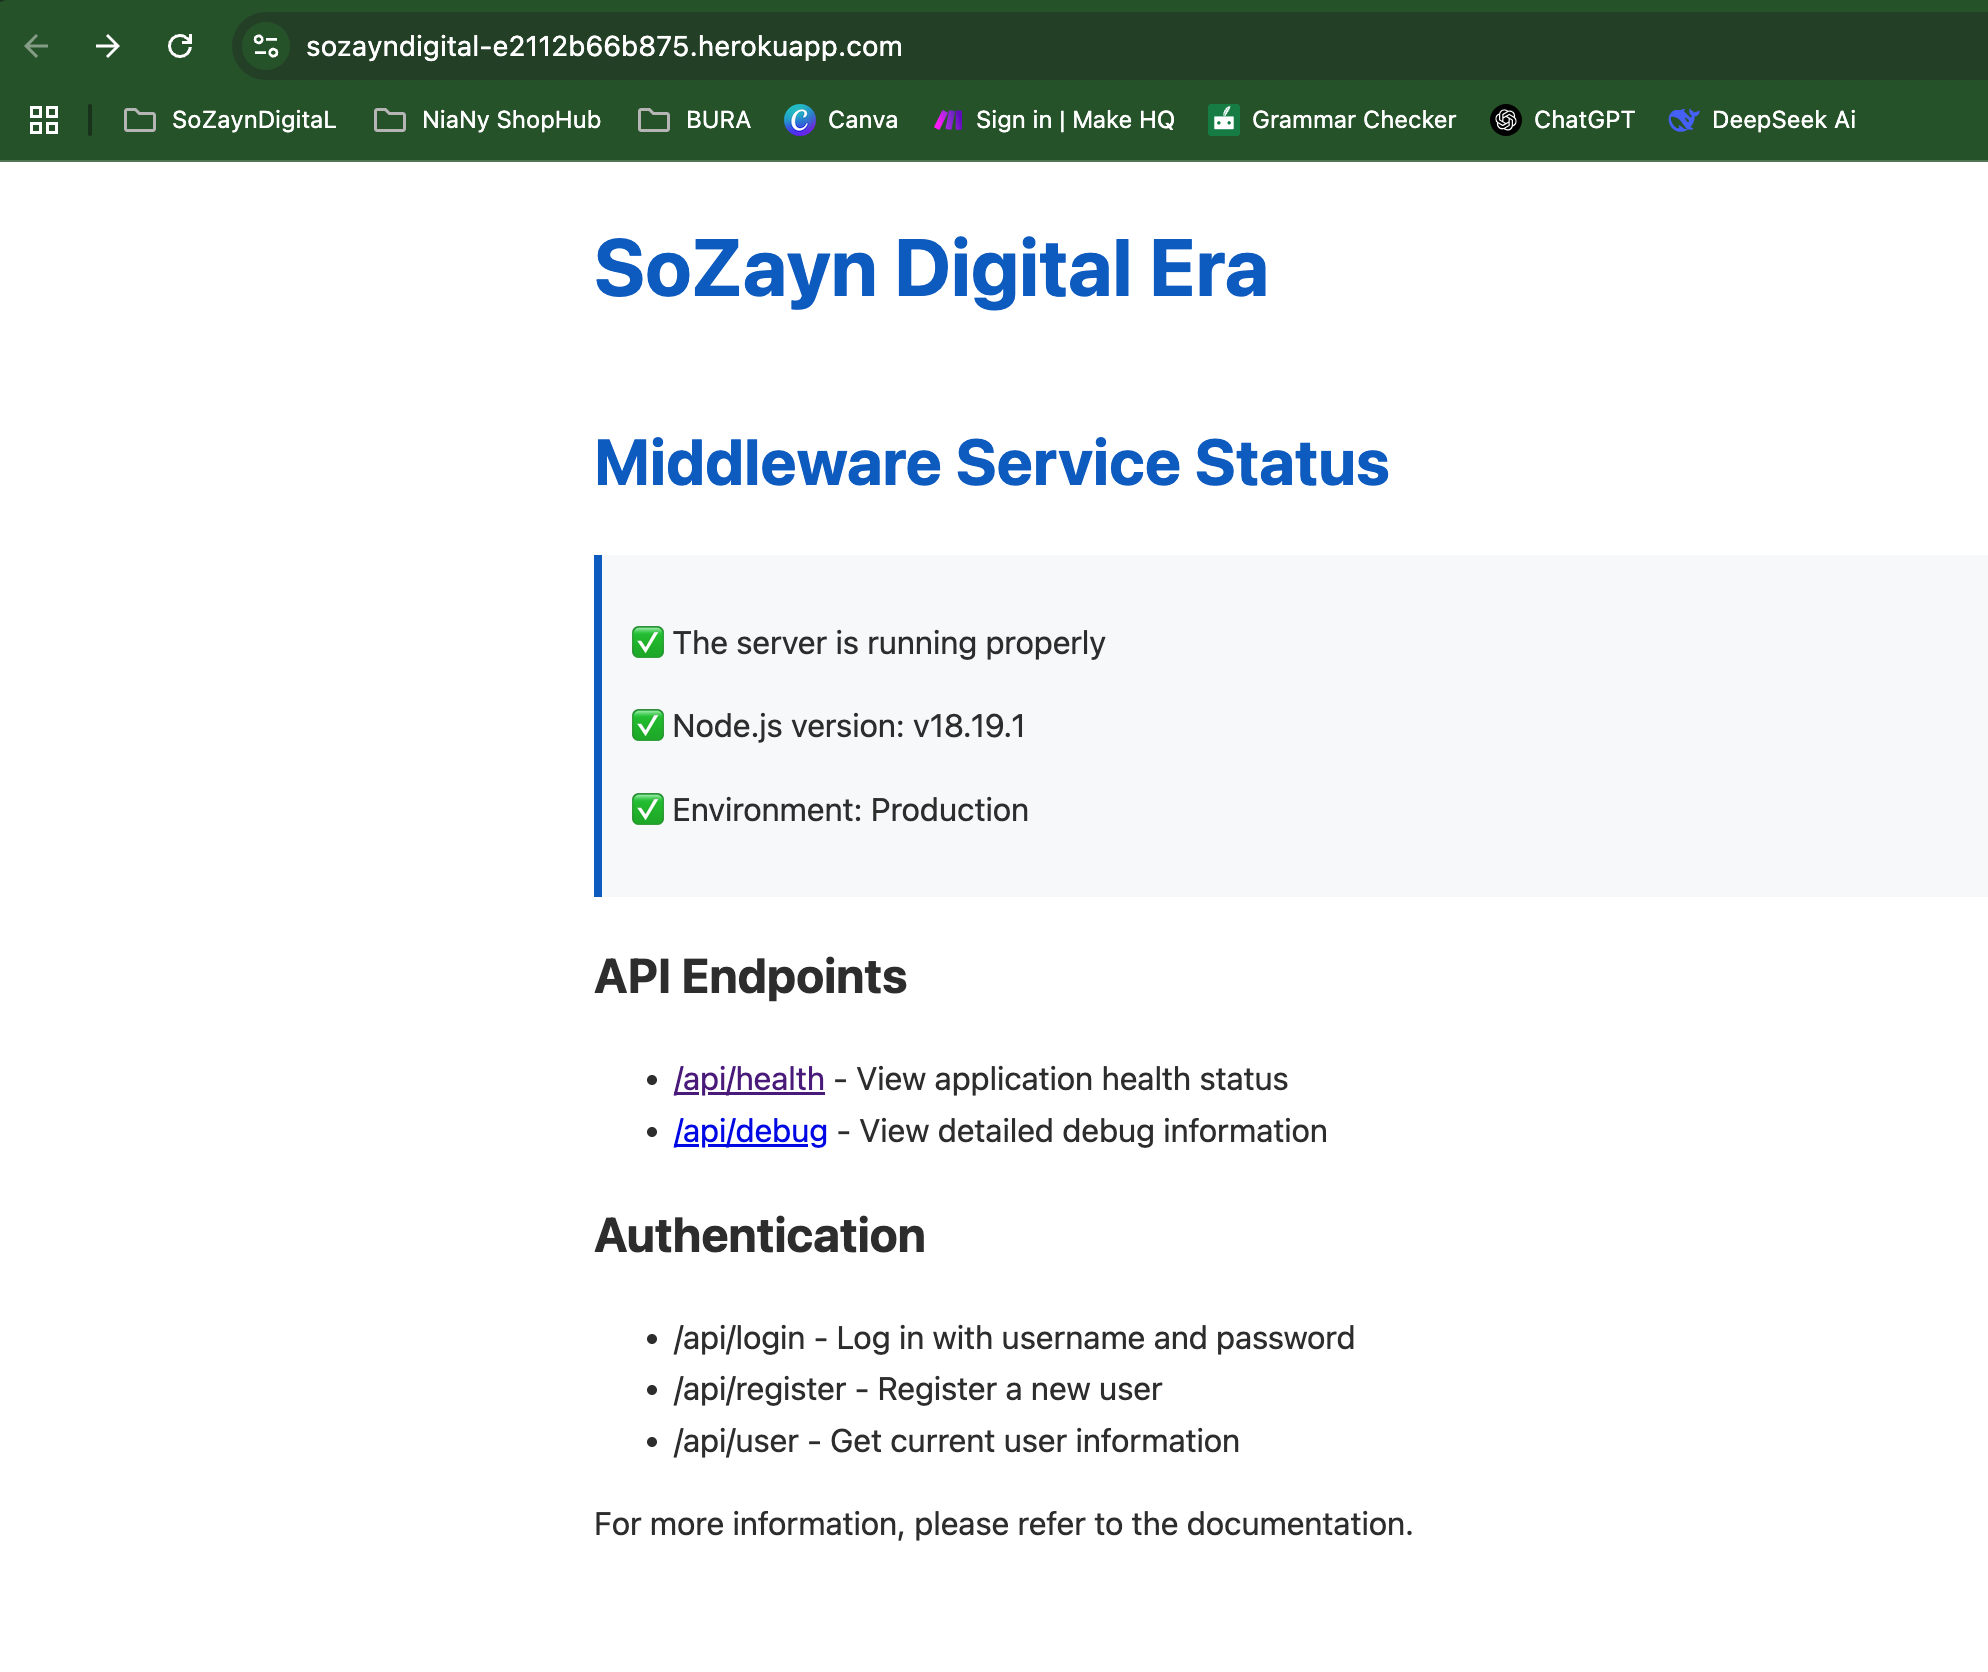 sozayndigital-e2112b66b875.herokuapp.com
SoZaynDigitaL NiaNy ShopHub BURA Canva Sign in | Make HQ Grammar Checker ChatGPT DeepSeek Ai
SoZayn Digital Era
Middleware Service Status
✅ The server is running properly
✅ Node.js version: v18.19.1
✅ Environment: Production
API Endpoints
• /api/health - View application health status
• /api/debug - View detailed debug information
Authentication
• /api/login - Log in with username and password
• /api/register - Register a new user
• /api/user - Get current user information
For more information, please refer to the documentation.